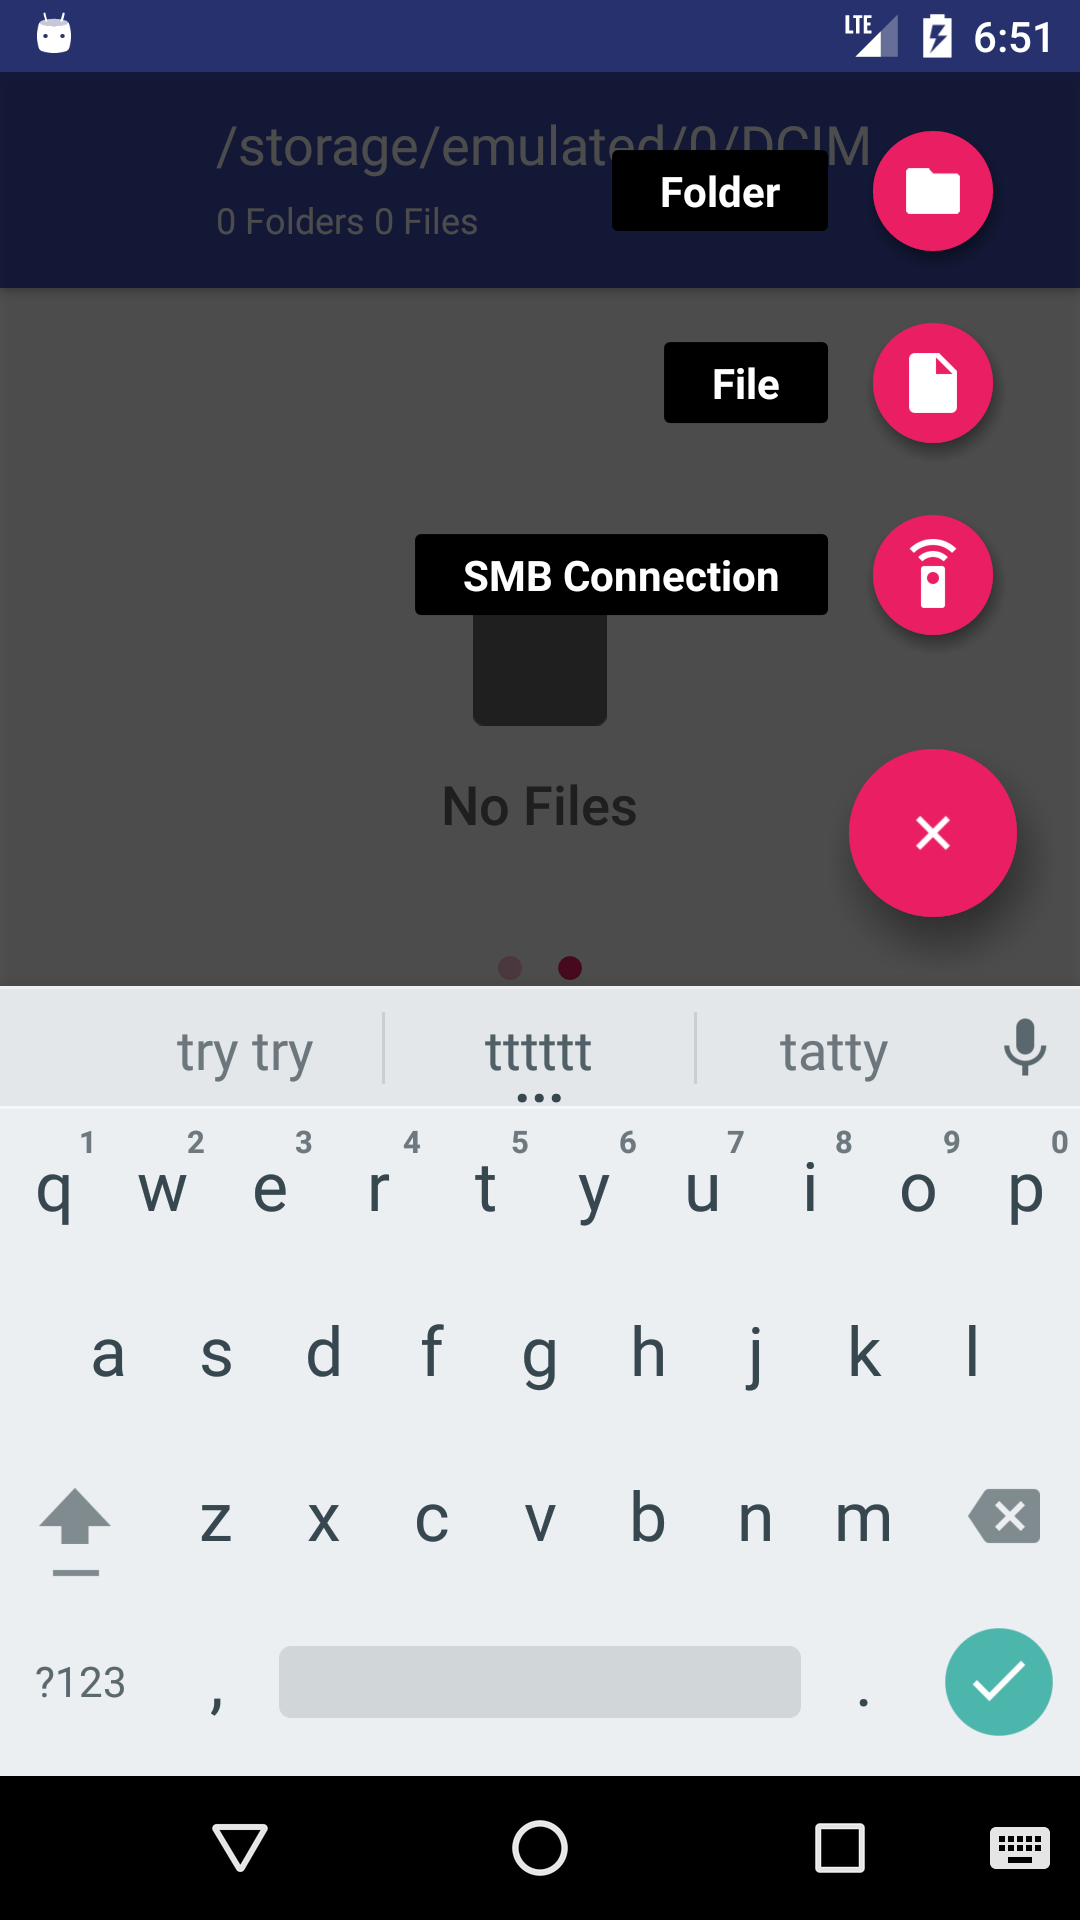 LTE 6:51
/storage/emulated/0/DCIM
Folder
0 Folders 0 Files
File
SMB Connection
No Files
try try tttttt tatty
1 2 3 4 5 6 7 8 9 0
q w e r t y u i o p
a s d f g h j k l
z x c v b n m
?123 , .